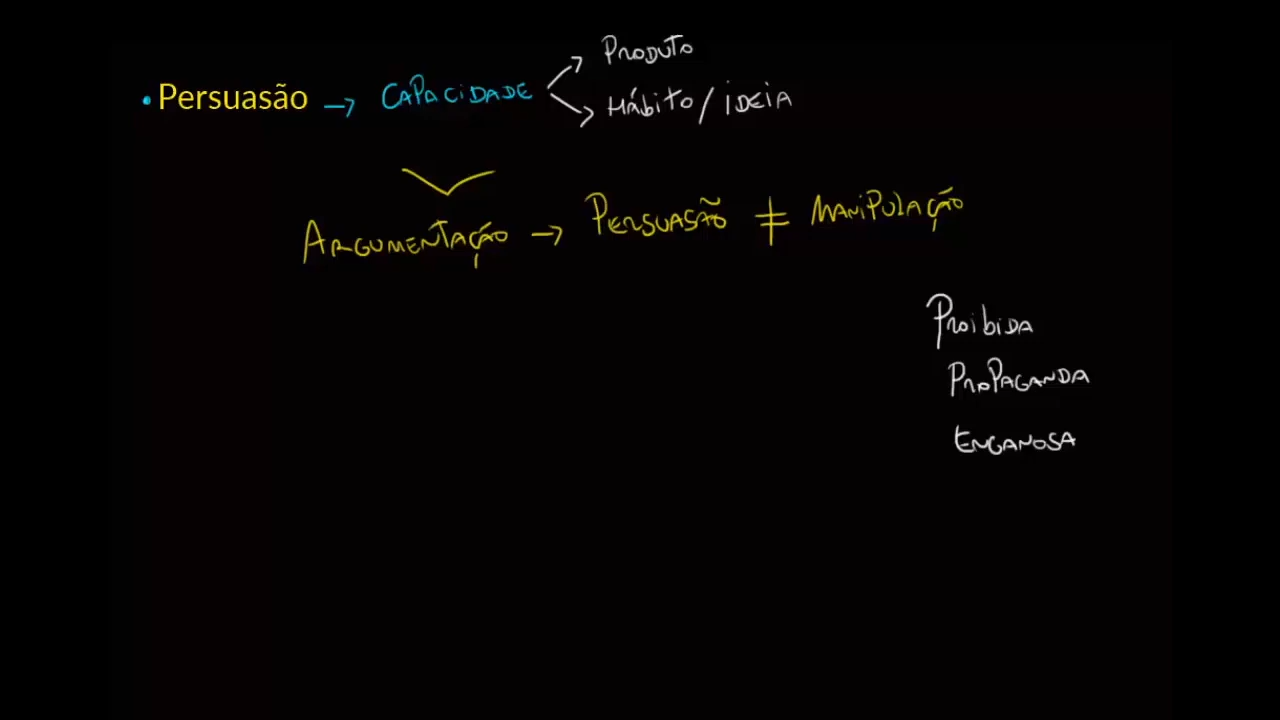 • Persuasão → CAPACIDADE
PRODUTO
HÁBITO / IDEIA
ARGUMENTAÇÃO → PERSUASÃO ≠ MANIPULAÇÃO
PROIBIDA
PROPAGANDA
ENGANOSA